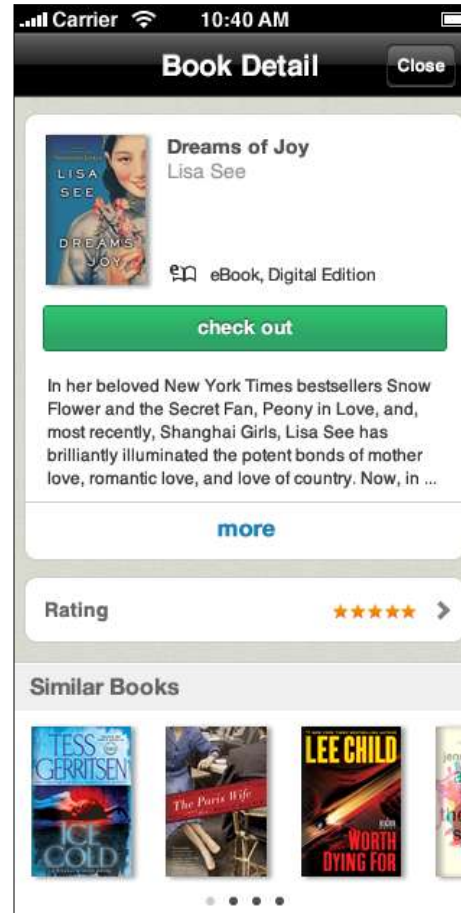 Carrier 10:40 AM
Book Detail
Close
LISA
SEE
DREAMS
JOY
Dreams of Joy
Lisa See
eBook, Digital Edition
check out
In her beloved New York Times bestsellers Snow
Flower and the Secret Fan, Peony in Love, and,
most recently, Shanghai Girls, Lisa See has
brilliantly illuminated the potent bonds of mother
love, romantic love, and love of country. Now, in ...
more
Rating
Similar Books
TESS
GERRITSEN
ICE
COLD
The Paris Wife
LEE CHILD
WORTH
DYING FOR